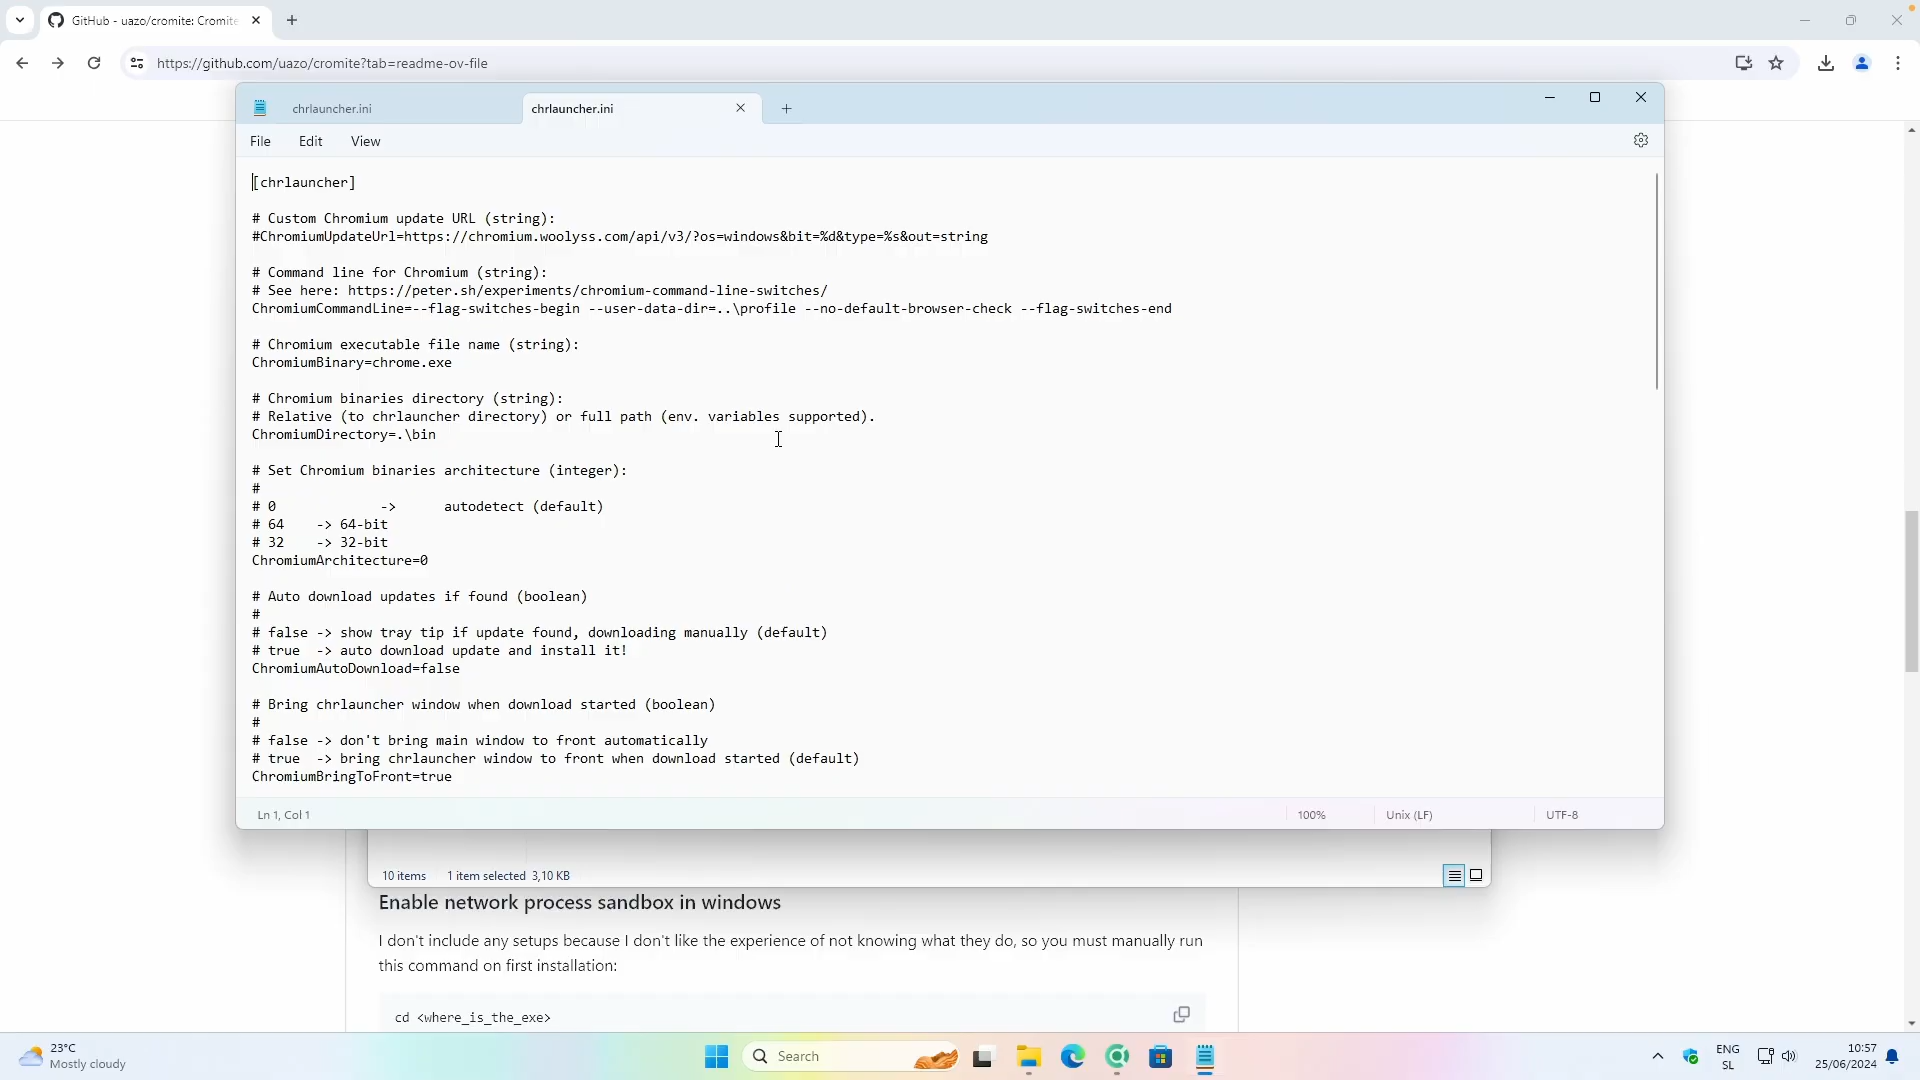 GitHub - uazo/cromite: Cromite
https://github.com/uazo/cromite?tab=readme-ov-file
chrlauncher.ini
chrlauncher.ini
File
Edit
View
[chrlauncher]
# Custom Chromium update URL (string):
#ChromiumUpdateUrl=https://chromium.woolyss.com/api/v3/?os=windows&bit=%d&type=%s&out=string
# Command line for Chromium (string):
# See here: https://peter.sh/experiments/chromium-command-line-switches/
ChromiumCommandLine=--flag-switches-begin --user-data-dir=..\profile --no-default-browser-check --flag-switches-end
# Chromium executable file name (string):
ChromiumBinary=chrome.exe
# Chromium binaries directory (string):
# Relative (to chrlauncher directory) or full path (env. variables supported).
ChromiumDirectory=.\bin
# Set Chromium binaries architecture (integer):
#
# 0 -> autodetect (default)
# 64 -> 64-bit
# 32 -> 32-bit
ChromiumArchitecture=0
# Auto download updates if found (boolean)
#
# false -> show tray tip if update found, downloading manually (default)
# true -> auto download update and install it!
ChromiumAutoDownload=false
# Bring chrlauncher window when download started (boolean)
#
# false -> don't bring main window to front automatically
# true -> bring chrlauncher window to front when download started (default)
ChromiumBringToFront=true
Ln 1, Col 1
100%
Unix (LF)
UTF-8
10 items 1 item selected 3,10 KB
Enable network process sandbox in windows
I don't include any setups because I don't like the experience of not knowing what they do, so you must manually run
this command on first installation:
cd <where_is_the_exe>
23°C
Mostly cloudy
Search
ENG
SL
10:57
25/06/2024